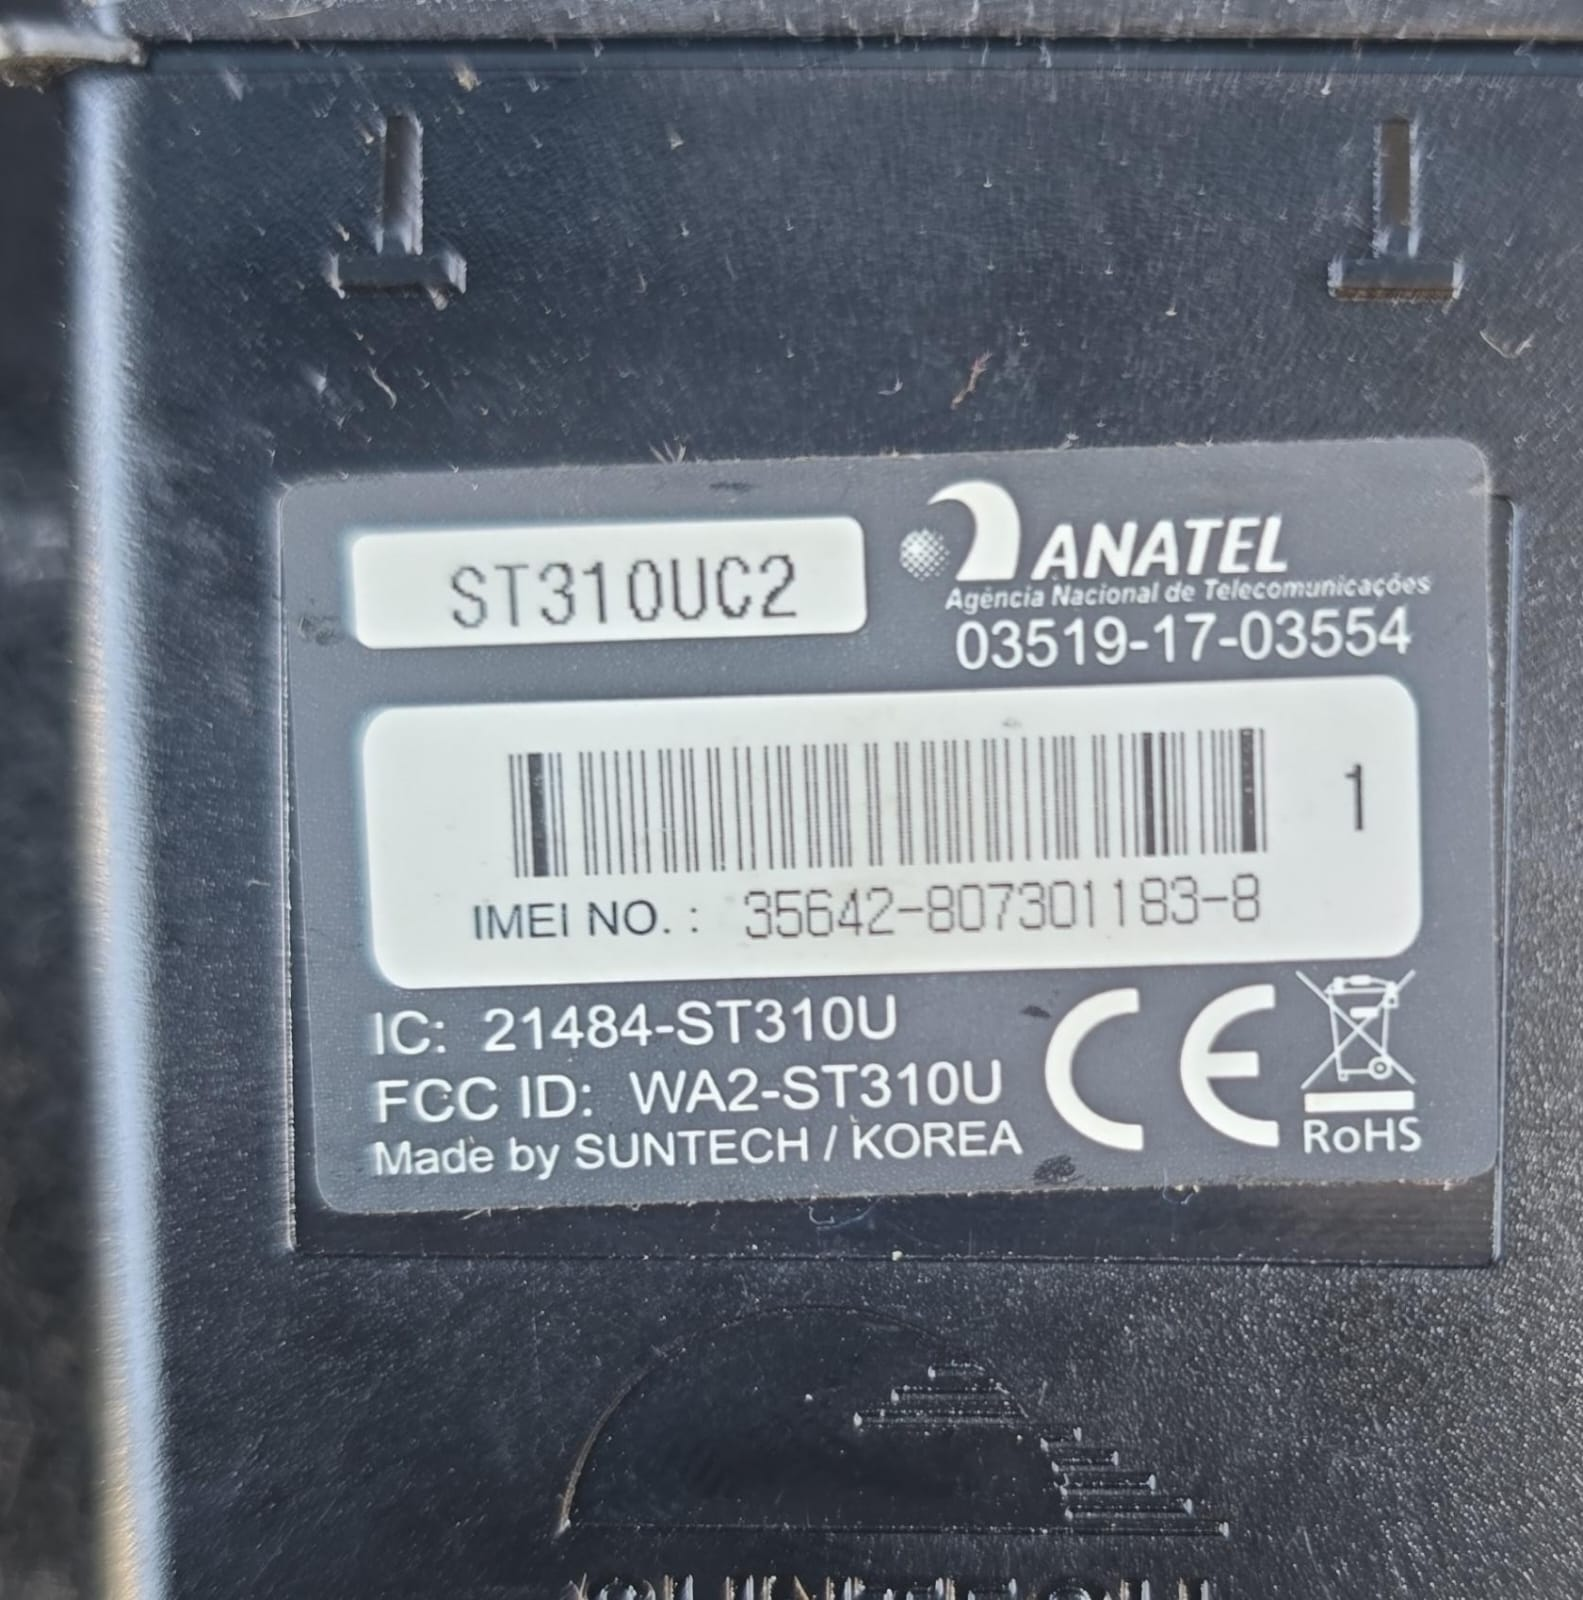 ST310UC2
ANATEL
Agência Nacional de Telecomunicações
03519-17-03554
1
IMEI NO. : 35642-807301183-8
IC: 21484-ST310U
FCC ID: WA2-ST310U
Made by SUNTECH / KOREA
CE
RoHS